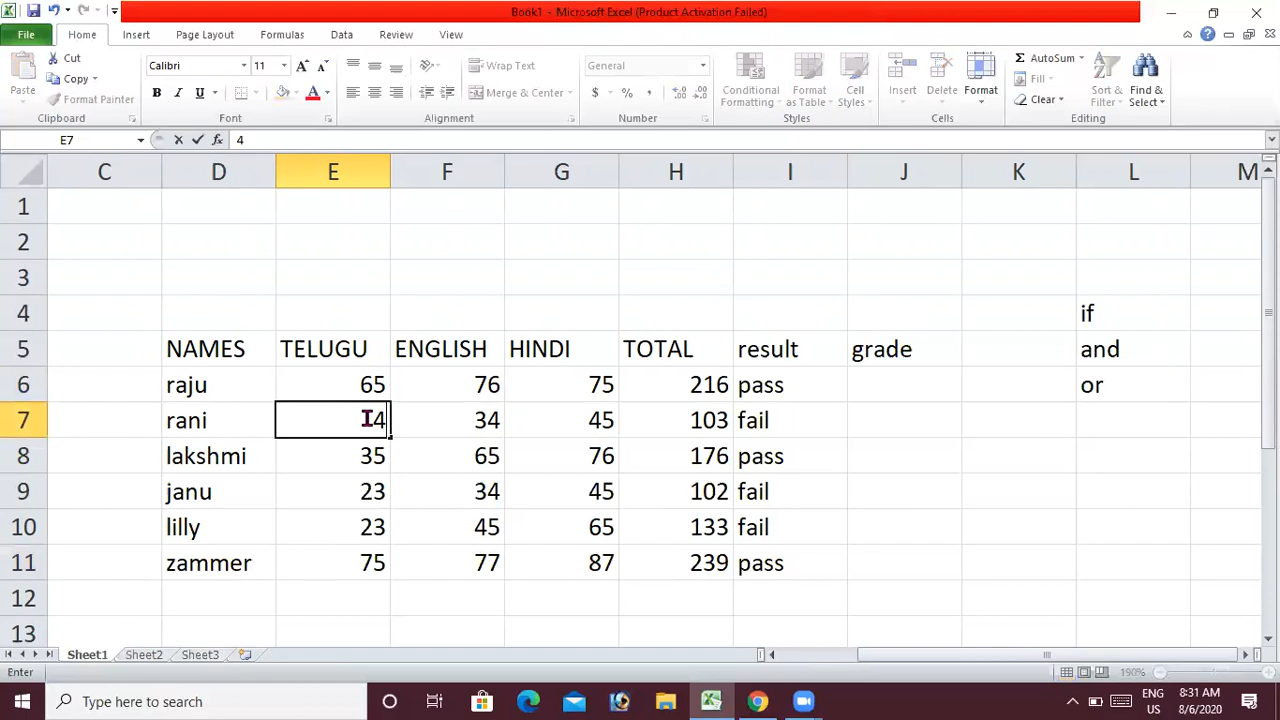 Book1 - Microsoft Excel (Product Activation Failed)
File Home Insert Page Layout Formulas Data Review View
Cut
Copy
Format Painter
Paste
Clipboard
Calibri 11
B I U
Font
Wrap Text
Merge & Center
Alignment
General
$ % ,
Number
Conditional Formatting
Format as Table
Cell Styles
Styles
Insert
Delete
Format
Cells
AutoSum
Fill
Clear
Sort & Filter
Find & Select
Editing
E7 fx 4
C D E F G H I J K L M
1
2
3
4 if
5 NAMES TELUGU ENGLISH HINDI TOTAL result grade and
6 raju 65 76 75 216 pass or
7 rani 4 34 45 103 fail
8 lakshmi 35 65 76 176 pass
9 janu 23 34 45 102 fail
10 lilly 23 45 65 133 fail
11 zammer 75 77 87 239 pass
12
13
Sheet1 Sheet2 Sheet3
Enter 190%
Type here to search
ENG 8:31 AM
US 8/6/2020